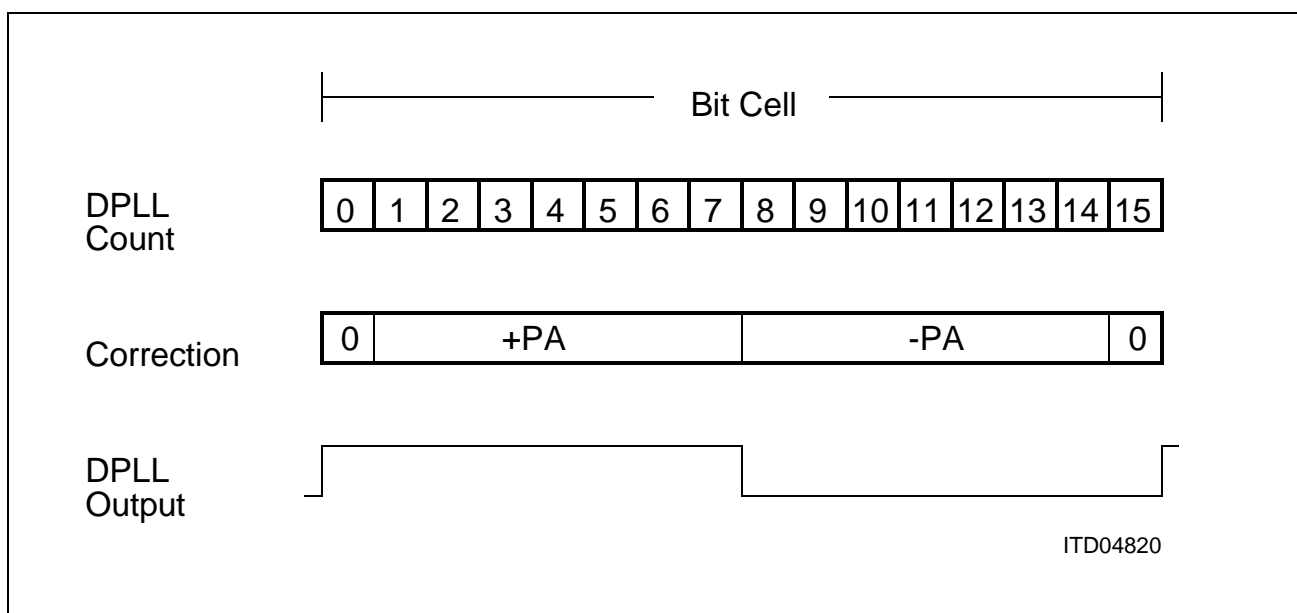 Bit Cell
DPLL
Count
0 1 2 3 4 5 6 7 8 9 10 11 12 13 14 15
Correction
0 +PA -PA 0
DPLL
Output
ITD04820